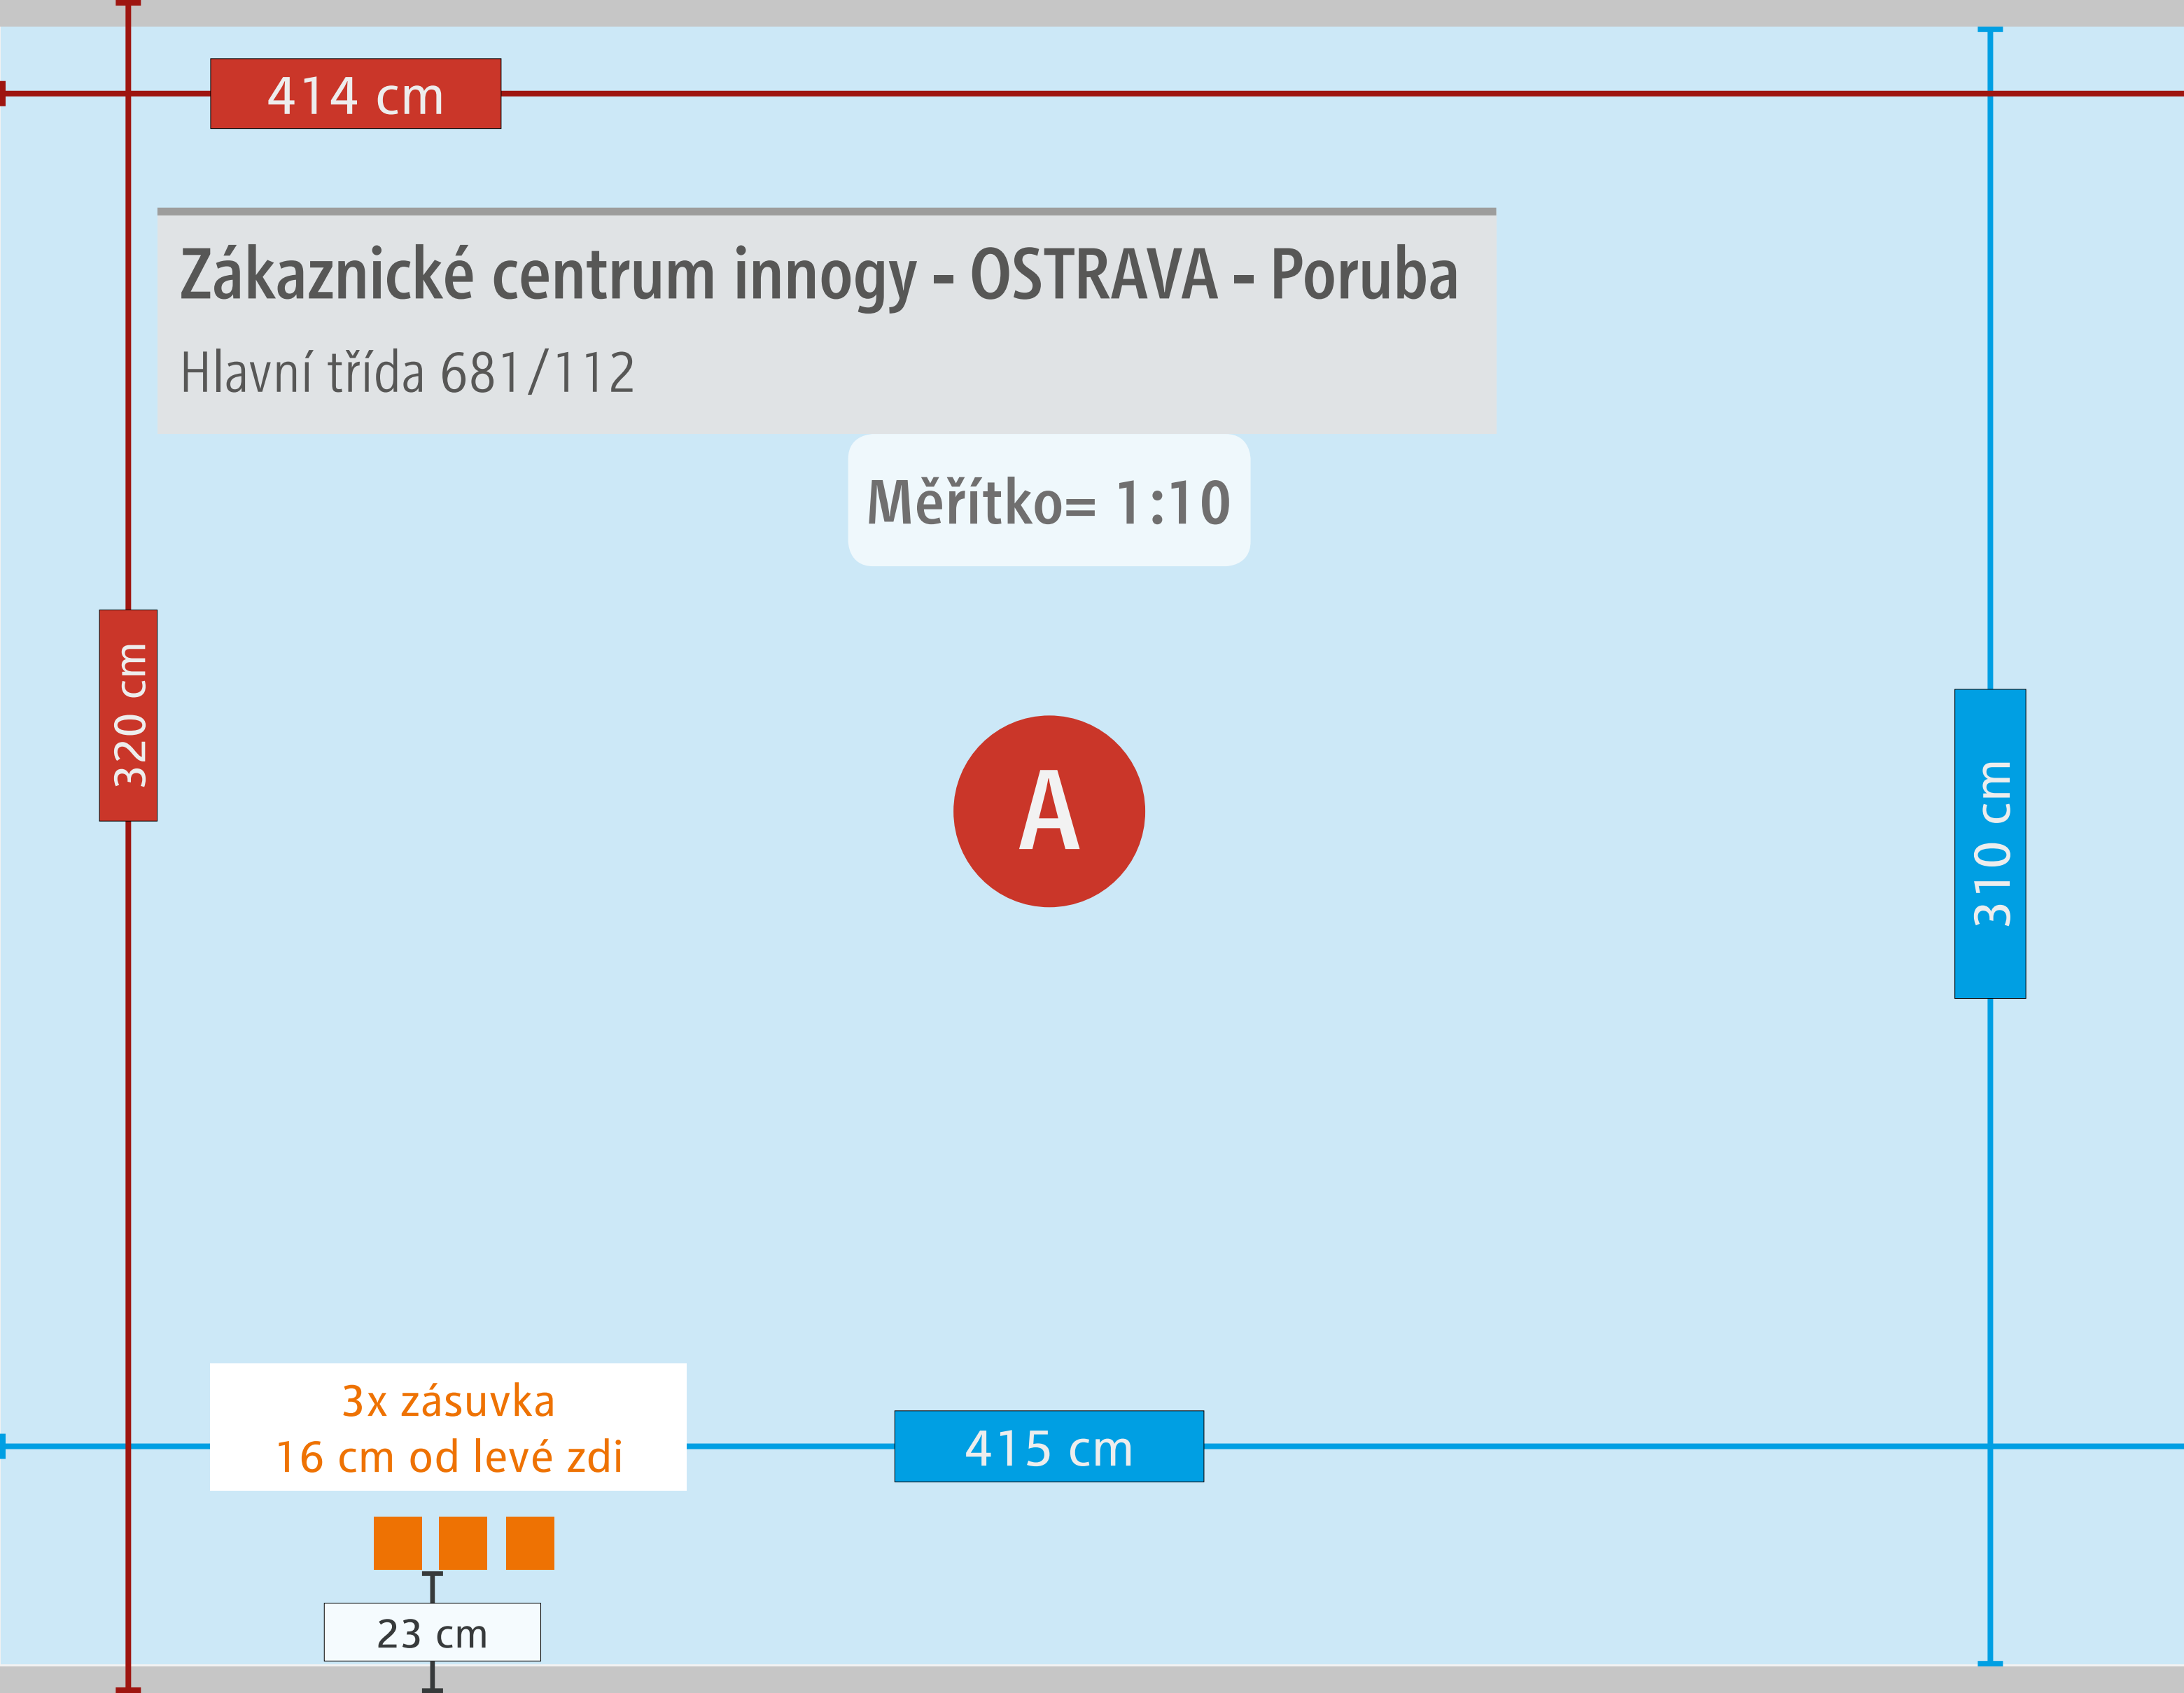 414 cm
Zákaznické centrum innogy - OSTRAVA - Poruba
Hlavní třída 681/112
Měřítko= 1:10
320 cm
A
310 cm
3x zásuvka
16 cm od levé zdi
415 cm
23 cm